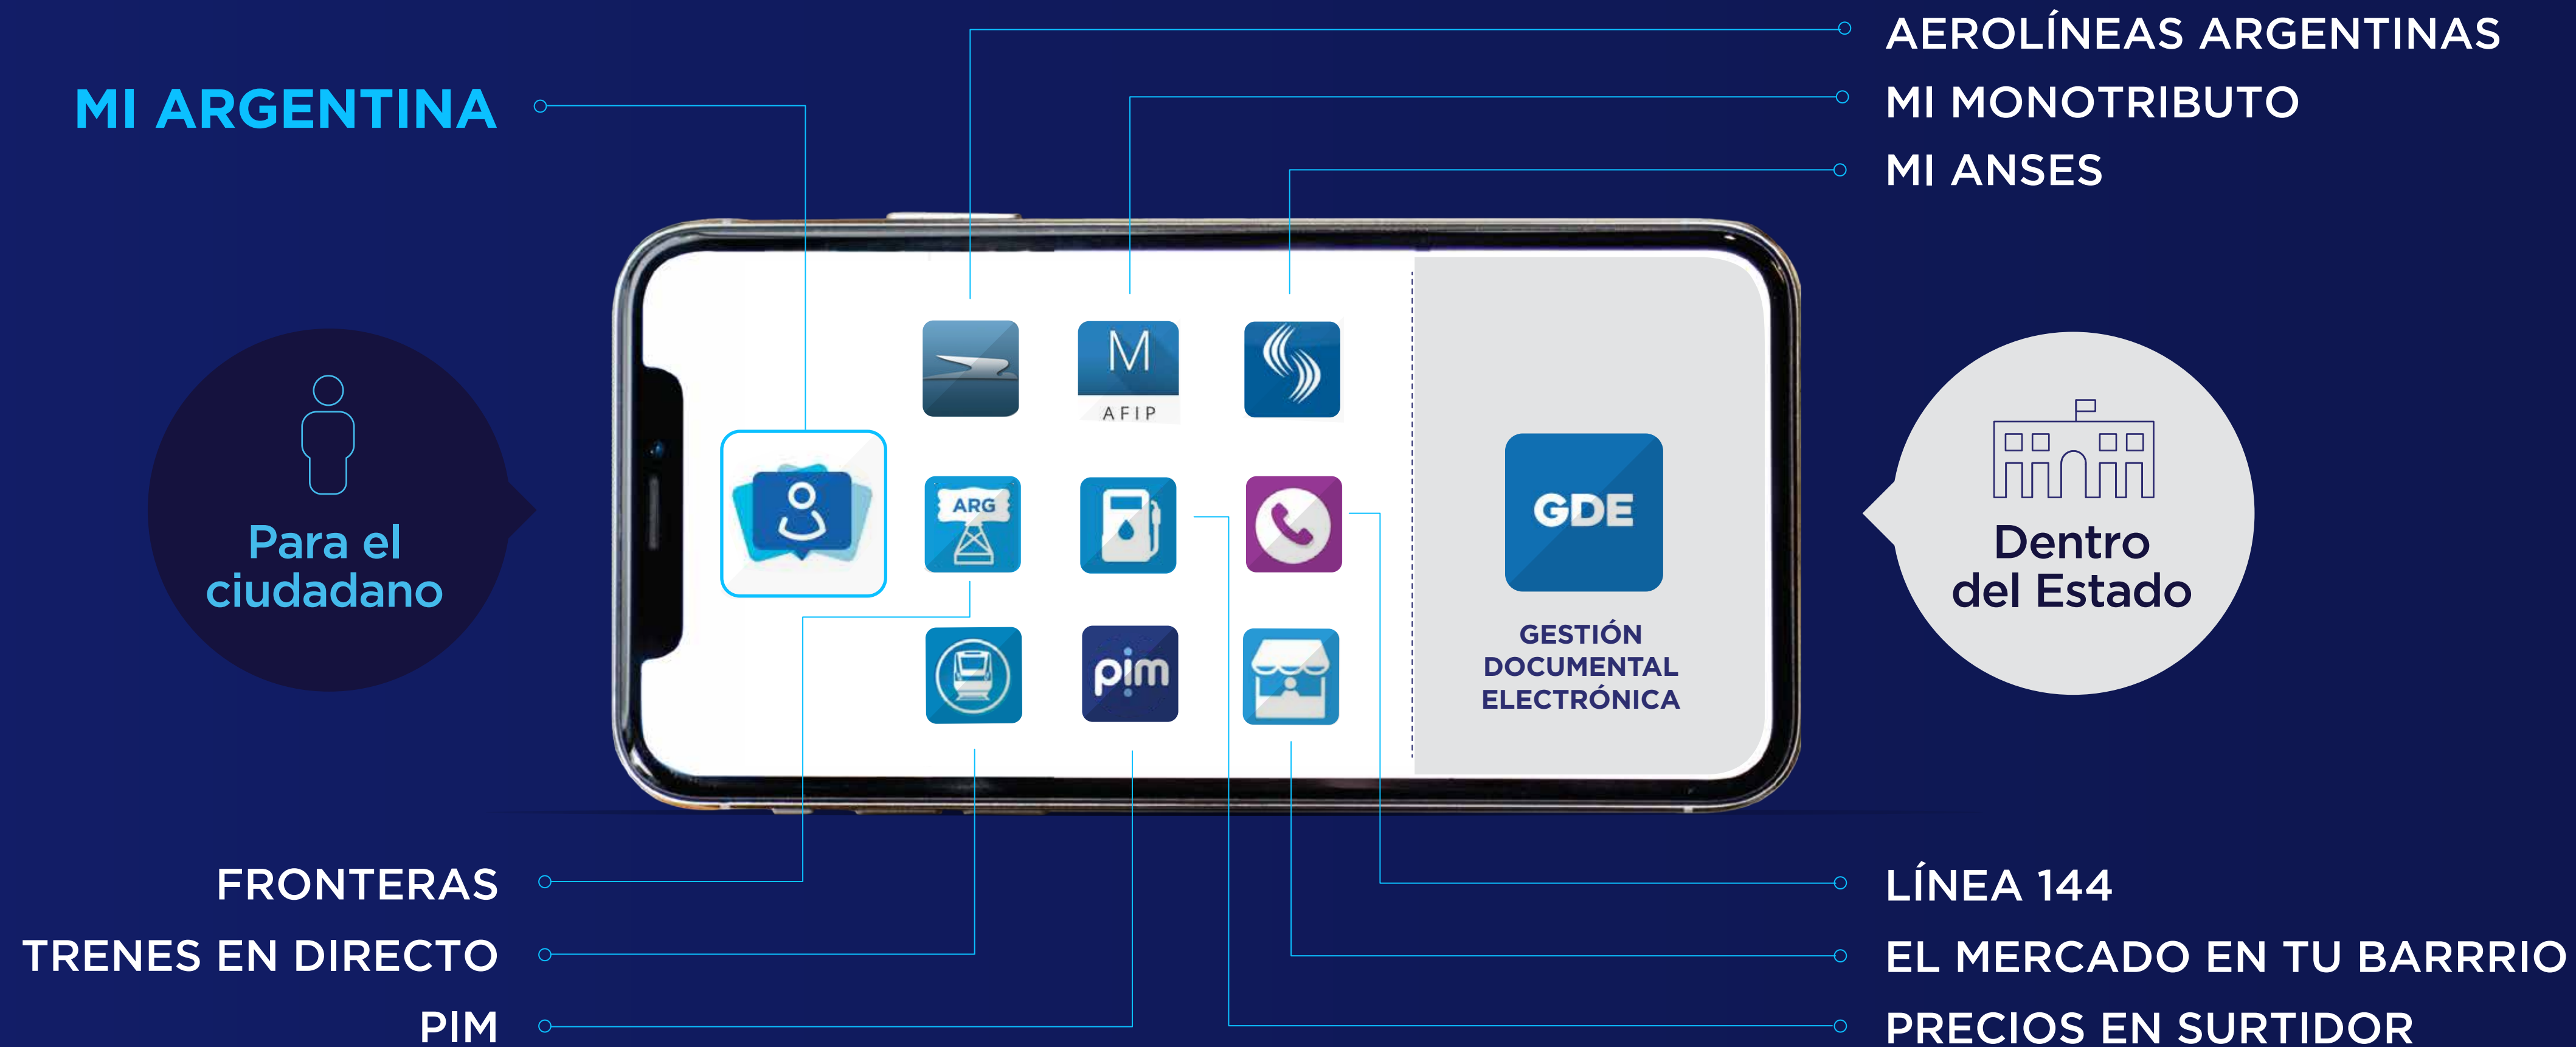 AEROLÍNEAS ARGENTINAS
MI ARGENTINA
MI MONOTRIBUTO
MI ANSES
M
AFIP
ARG
GDE
Para el
ciudadano
Dentro
del Estado
pim
GESTIÓN
DOCUMENTAL
ELECTRÓNICA
FRONTERAS
TRENES EN DIRECTO
PIM
LÍNEA 144
EL MERCADO EN TU BARRRIO
PRECIOS EN SURTIDOR